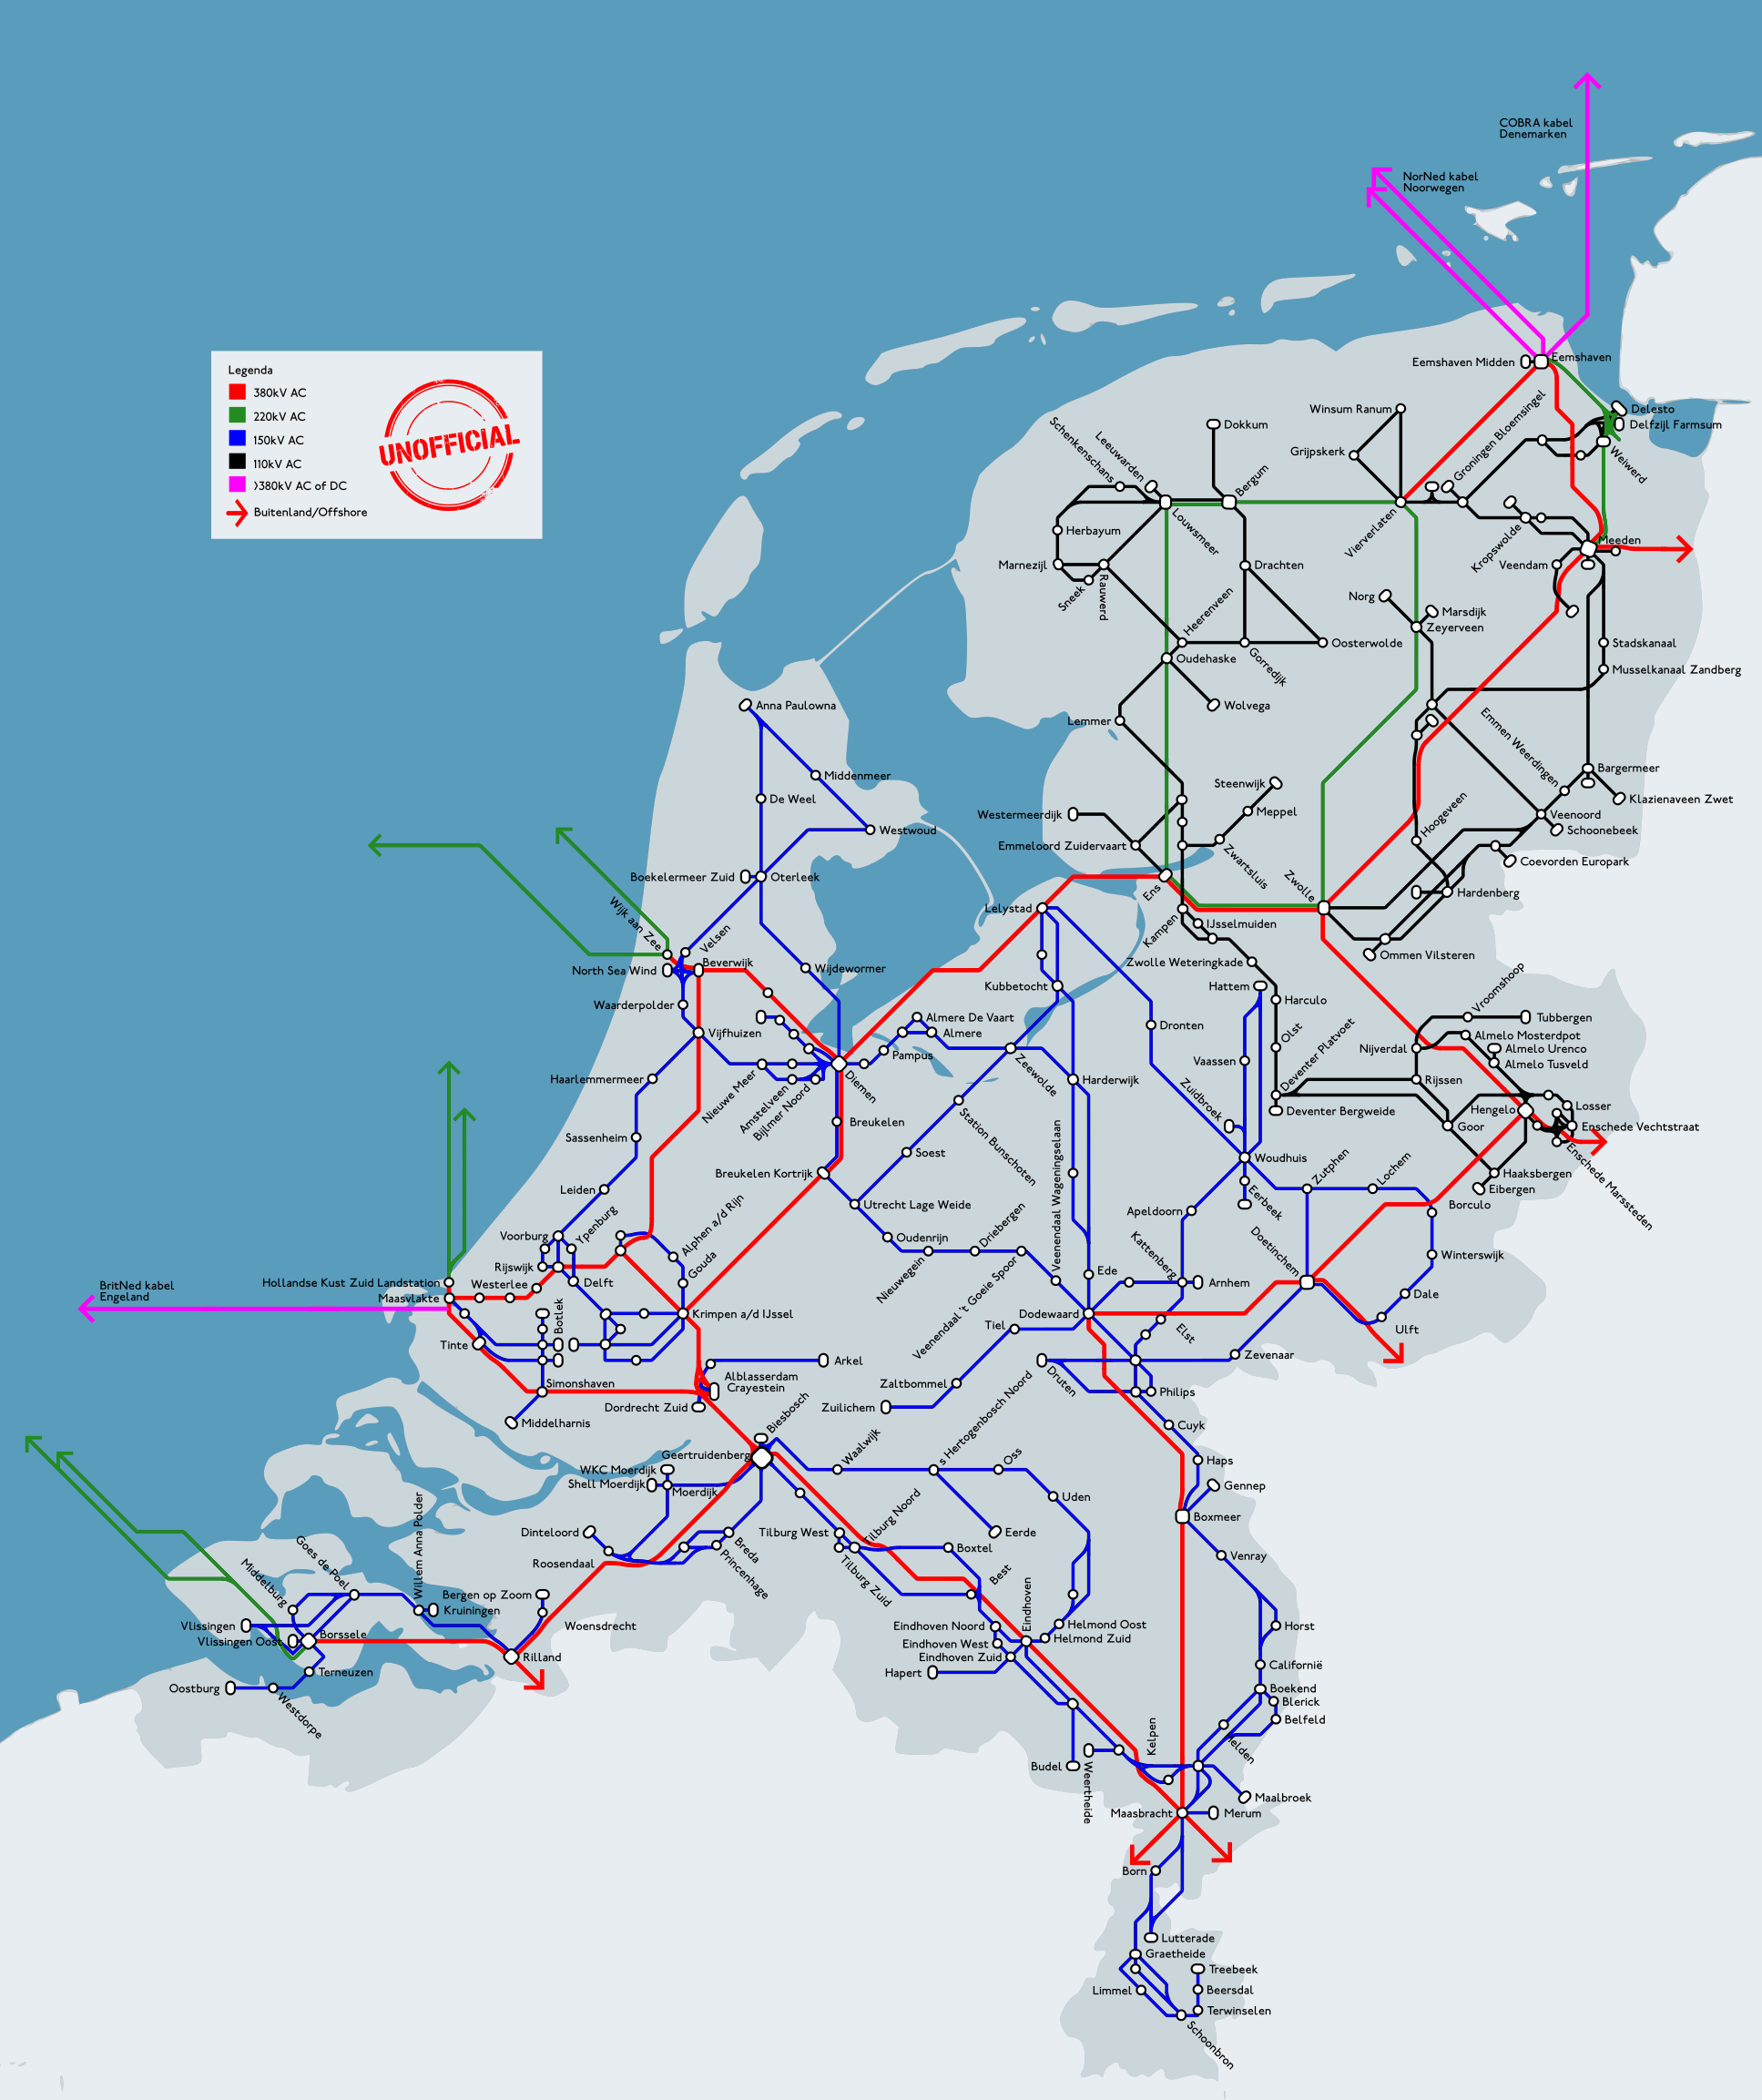 COBRA kabel
Denemarken
NorNed kabel
Noorwegen
Legenda
380kV AC
220kV AC
150kV AC
110kV AC
>380kV AC of DC
Buitenland/Offshore
UNOFFICIAL
Eemshaven Midden
Eemshaven
Winsum Ranum
Delesto
Delfzijl Farmsum
Groningen Bloemsingel
Weiwerd
Dokkum
Schenkenschans
Leeuwarden
Grijpskerk
Bergum
Louwsmeer
Vierverlaten
Kropswolde
Meeden
Herbayum
Marnezijl
Sneek
Rauwerd
Drachten
Veendam
Norg
Marsdijk
Zeyerveen
Heerenveen
Oudehaske
Gorredijk
Oosterwolde
Stadskanaal
Musselkanaal Zandberg
Wolvega
Lemmer
Anna Paulowna
Emmen Weerdingen
Middenmeer
De Weel
Westwoud
Steenwijk
Meppel
Westermeerdijk
Emmeloord Zuidervaart
Zwartsluis
Hoogeveen
Bargermeer
Klazienaveen Zwet
Veenoord
Schoonebeek
Coevorden Europark
Hardenberg
Boekelermeer Zuid
Oterleek
Ens
Zwolle
Lelystad
Kampen
IJsselmuiden
Wijk aan Zee
Velsen
North Sea Wind
Beverwijk
Wijdewormer
Zwolle Weteringkade
Ommen Vilsteren
Waarderpolder
Kubbetocht
Hattem
Harculo
Vroomshoop
Tubbergen
Vijfhuizen
Almere De Vaart
Almere
Dronten
Olst
Almelo Mosterdpot
Nijverdal
Almelo Urenco
Almelo Tusveld
Pampus
Zeewolde
Vaassen
Deventer Platvoet
Haarlemmermeer
Nieuwe Meer
Amstelveen
Bijlmer Noord
Diemen
Harderwijk
Rijssen
Zuidbroek
Deventer Bergweide
Hengelo
Losser
Goor
Enschede Vechtstraat
Enschede Marssteden
Sassenheim
Breukelen
Station Bunschoten
Soest
Breukelen Kortrijk
Woudhuis
Haaksbergen
Eibergen
Leiden
Utrecht Lage Weide
Eerbeek
Zutphen
Lochem
Borculo
Apeldoorn
Voorburg
Ypenburg
Alphen a/d Rijn
Oudenrijn
Nieuwegein
Driebergen
Veenendaal 't Goeie Spoor
Veenendaal Wageningselaan
Kattenberg
Doetinchem
Winterswijk
Rijswijk
Delft
Gouda
Ede
Arnhem
Hollandse Kust Zuid Landstation
Westerlee
Maasvlakte
BritNed kabel
Engeland
Dale
Ulft
Krimpen a/d IJssel
Dodewaard
Tiel
Elst
Botlek
Tinte
Zevenaar
Arkel
Druten
Alblasserdam
Crayestein
Simonshaven
Zaltbommel
Philips
Dordrecht Zuid
Zuilichem
Middelharnis
Biesbosch
Cuyk
Geertruidenberg
Waalwijk
s Hertogenbosch Noord
Oss
Haps
WKC Moerdijk
Shell Moerdijk
Moerdijk
Gennep
Uden
Boxmeer
Willem Anna Polder
Dinteloord
Tilburg West
Tilburg Noord
Eerde
Breda
Roosendaal
Princenhage
Tilburg Zuid
Boxtel
Venray
Goes de Poel
Middelburg
Best
Bergen op Zoom
Kruiningen
Woensdrecht
Vlissingen
Vlissingen Oost
Borssele
Eindhoven
Helmond Oost
Helmond Zuid
Eindhoven Noord
Eindhoven West
Eindhoven Zuid
Horst
Rilland
Hapert
Californië
Terneuzen
Oostburg
Westdorpe
Boekend
Blerick
Belfeld
Helden
Kelpen
Budel
Weertheide
Maalbroek
Maasbracht
Merum
Born
Lutterade
Graetheide
Treebeek
Limmel
Beersdal
Terwinselen
Schoonbron